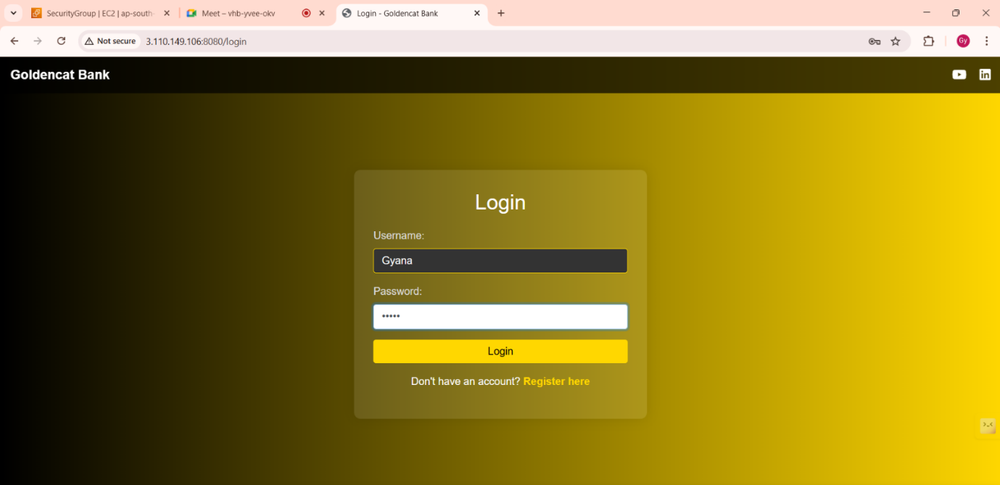 SecurityGroup | EC2 | ap-south-
Meet – vhb-yvee-okv
Login - Goldencat Bank
Not secure
3.110.149.106:8080/login
Gy
Goldencat Bank
in
Login
Username:
Gyana
Password:
•••••
Login
Don't have an account? Register here